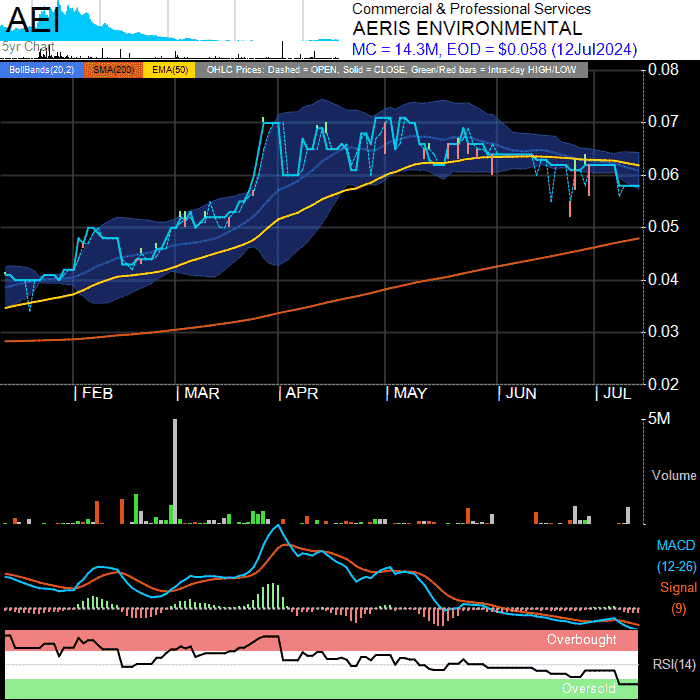 AEI
5yr Chart
Commercial & Professional Services
AERIS ENVIRONMENTAL
MC = 14.3M, EOD = $0.058 (12Jul2024)
BollBands(20,2) SMA(200) EMA(50) OHLC Prices: Dashed = OPEN, Solid = CLOSE, Green/Red bars = Intra-day HIGH/LOW
0.08
0.07
0.06
0.05
0.04
0.03
0.02
| FEB | MAR | APR | MAY | JUN | JUL
5M
Volume
MACD
(12-26)
Signal
(9)
Overbought
RSI(14)
Oversold